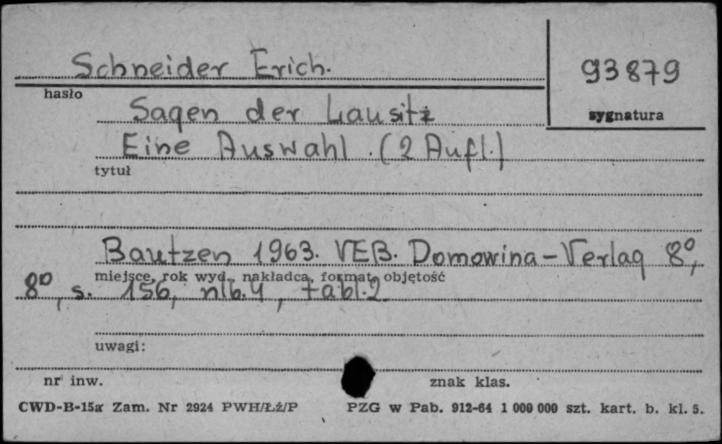 Schneider Erich.
93879
hasło
sygnatura
Sagen der Lausitz
Eine Auswahl. (2 Aufl.)
tytuł
Bautzen 1963. VEB. Domowina-Verlag 8°,
miejsce, rok wyd., nakładca, format, objętość
8°, s. 156, nlb. 4, tabl. 2
uwagi:
nr inw.
znak klas.
CWD-B-15a Zam. Nr 2924 PWH/Łż/P
PZG w Pab. 912-64 1 000 000 szt. kart. b. kl. 5.